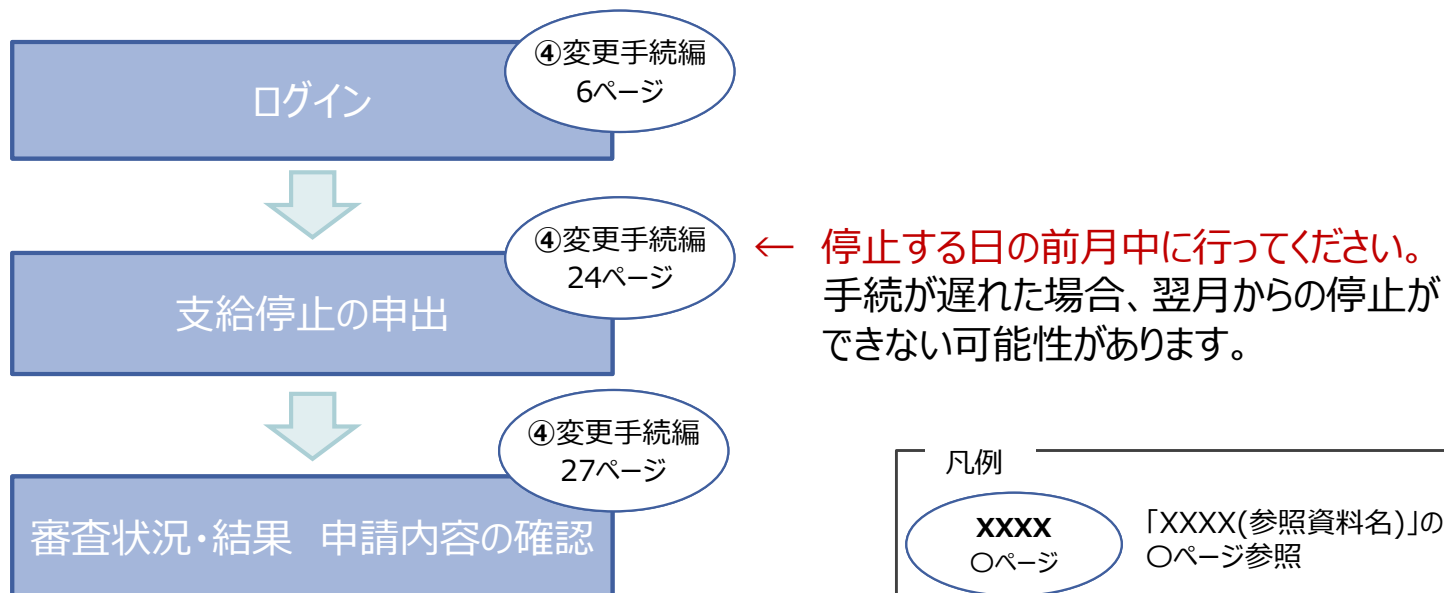 ④変更手続編
6ページ
ログイン
④変更手続編
24ページ
支給停止の申出
← 停止する日の前月中に行ってください。
手続が遅れた場合、翌月からの停止が
できない可能性があります。
④変更手続編
27ページ
審査状況・結果　申請内容の確認
凡例
XXXX
〇ページ
「XXXX(参照資料名)」の
〇ページ参照